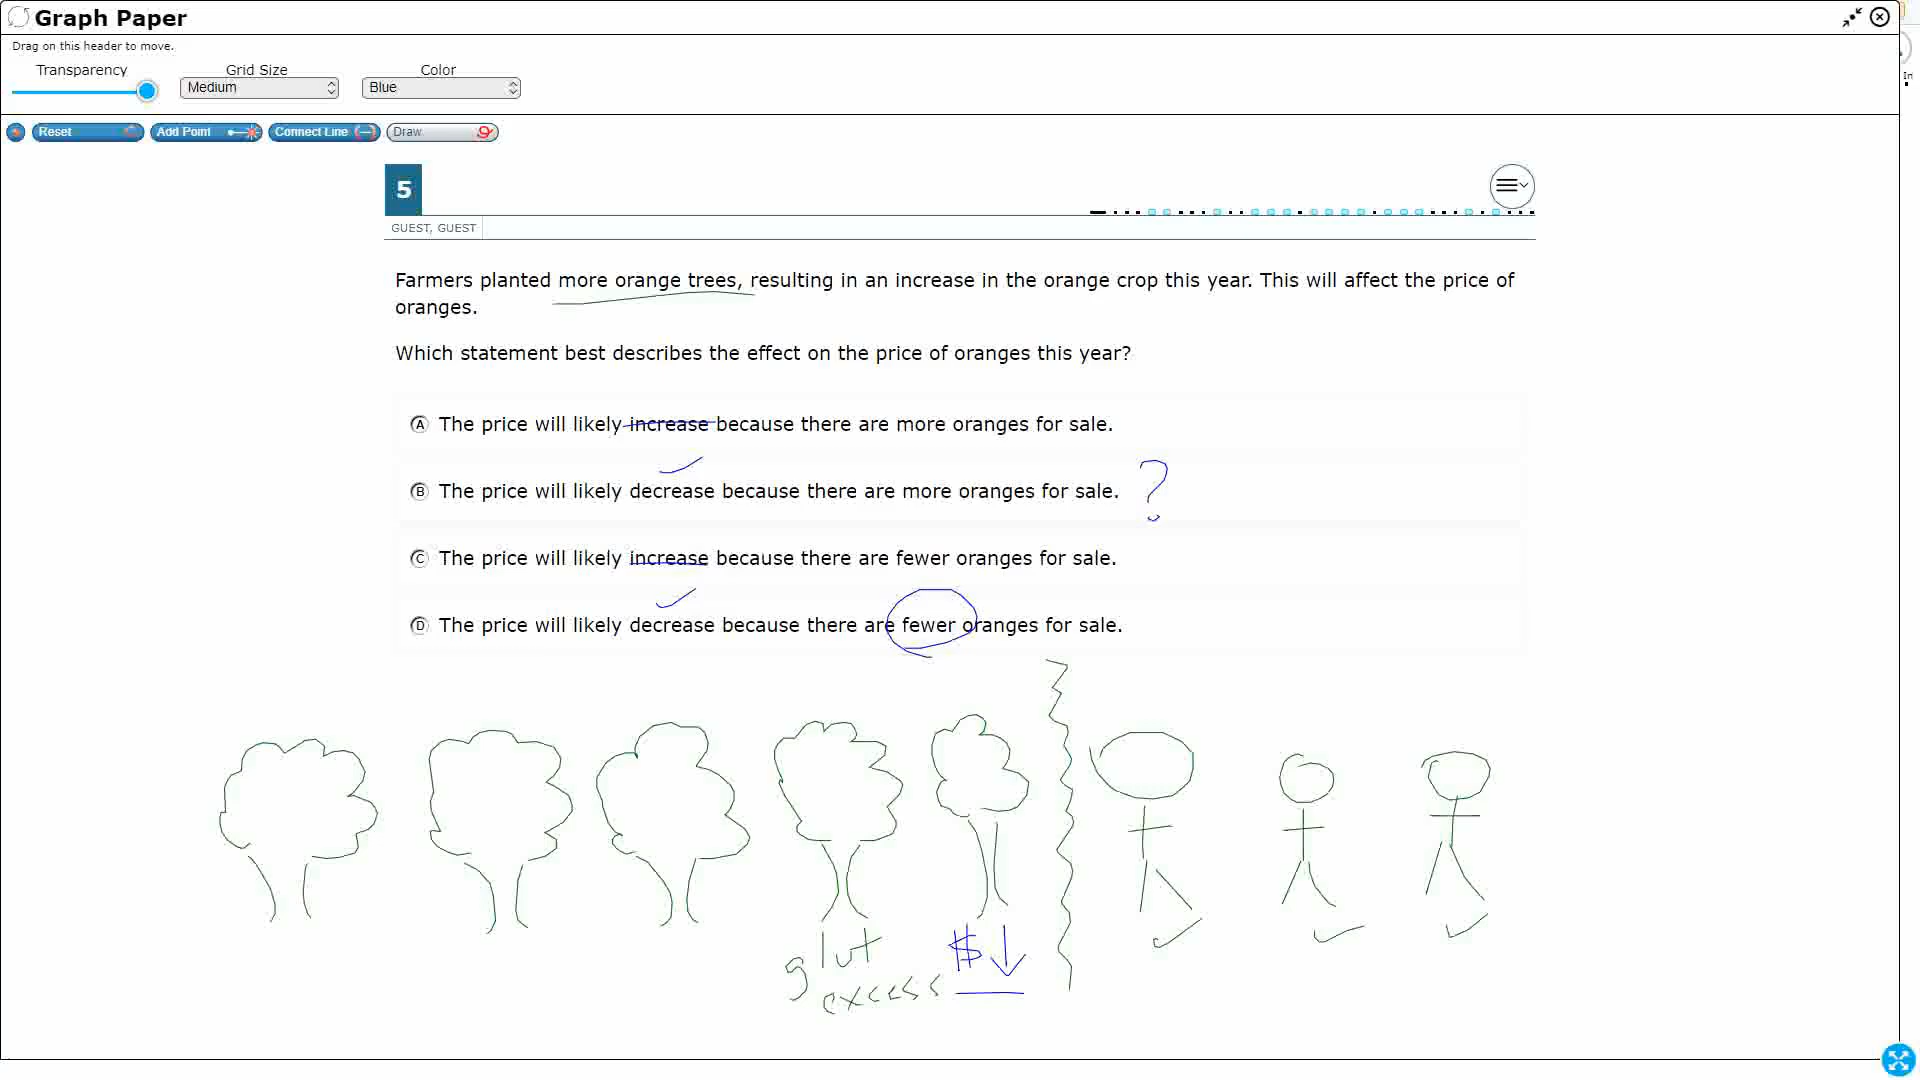 Graph Paper
Drag on this header to move.
Transparency Grid Size Color
Medium Blue
Reset Add Point Connect Line Draw
5
GUEST, GUEST
Farmers planted more orange trees, resulting in an increase in the orange crop this year. This will affect the price of
oranges.
Which statement best describes the effect on the price of oranges this year?
A The price will likely increase because there are more oranges for sale.
B The price will likely decrease because there are more oranges for sale. ?
C The price will likely increase because there are fewer oranges for sale.
D The price will likely decrease because there are fewer oranges for sale.
glut $↓
excess